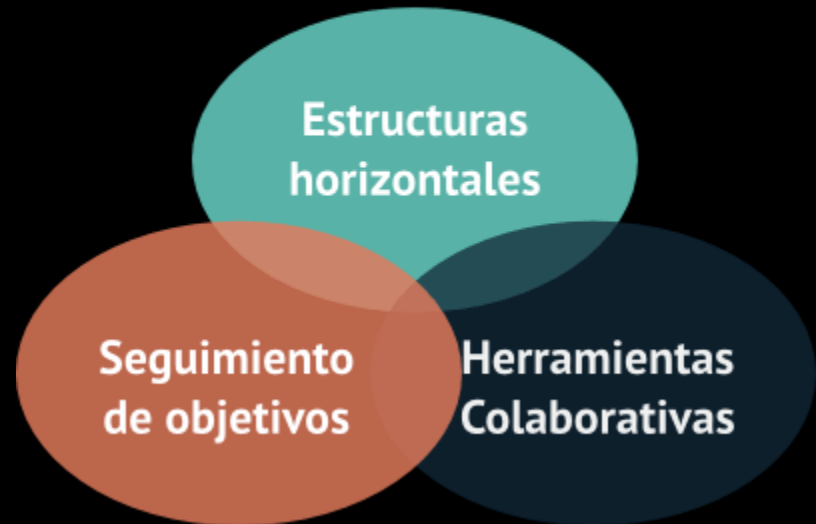 Estructuras
horizontales
Seguimiento
de objetivos
Herramientas
Colaborativas